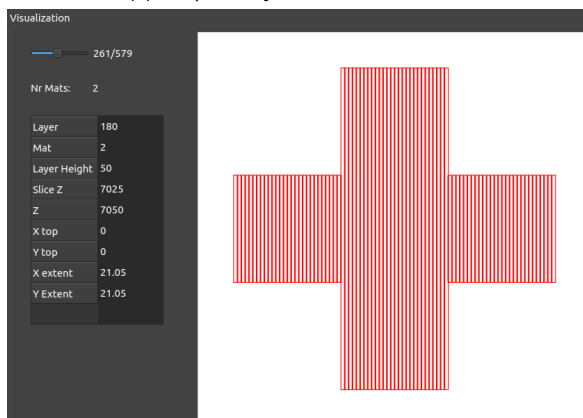 Visualization
261/579
Nr Mats: 2
Layer 180
Mat 2
Layer Height 50
Slice Z 7025
Z 7050
X top 0
Y top 0
X extent 21.05
Y Extent 21.05